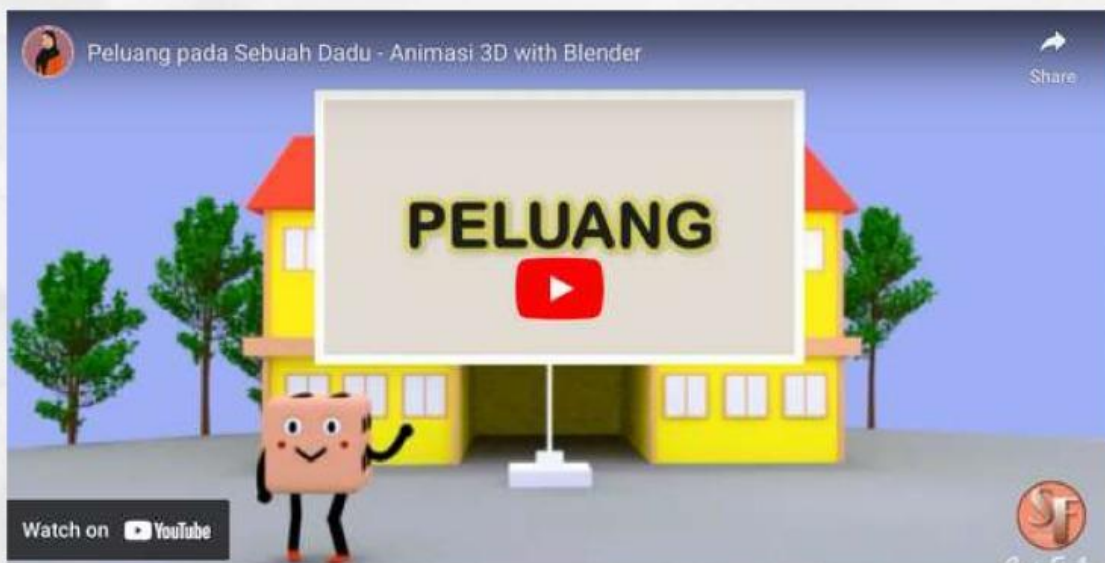 Peluang pada Sebuah Dadu - Animasi 3D with Blender
Share
PELUANG
Watch on YouTube
SF